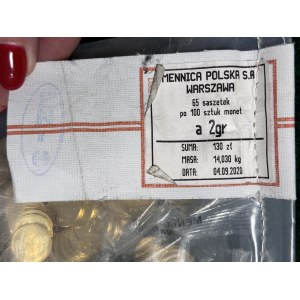 MENNICA POLSKA S.A
WARSZAWA
65 saszetek
po 100 sztuk monet
a 2gr
SUMA: 130 zł
MASA: 14,030 kg
DATA: 04.09.2020